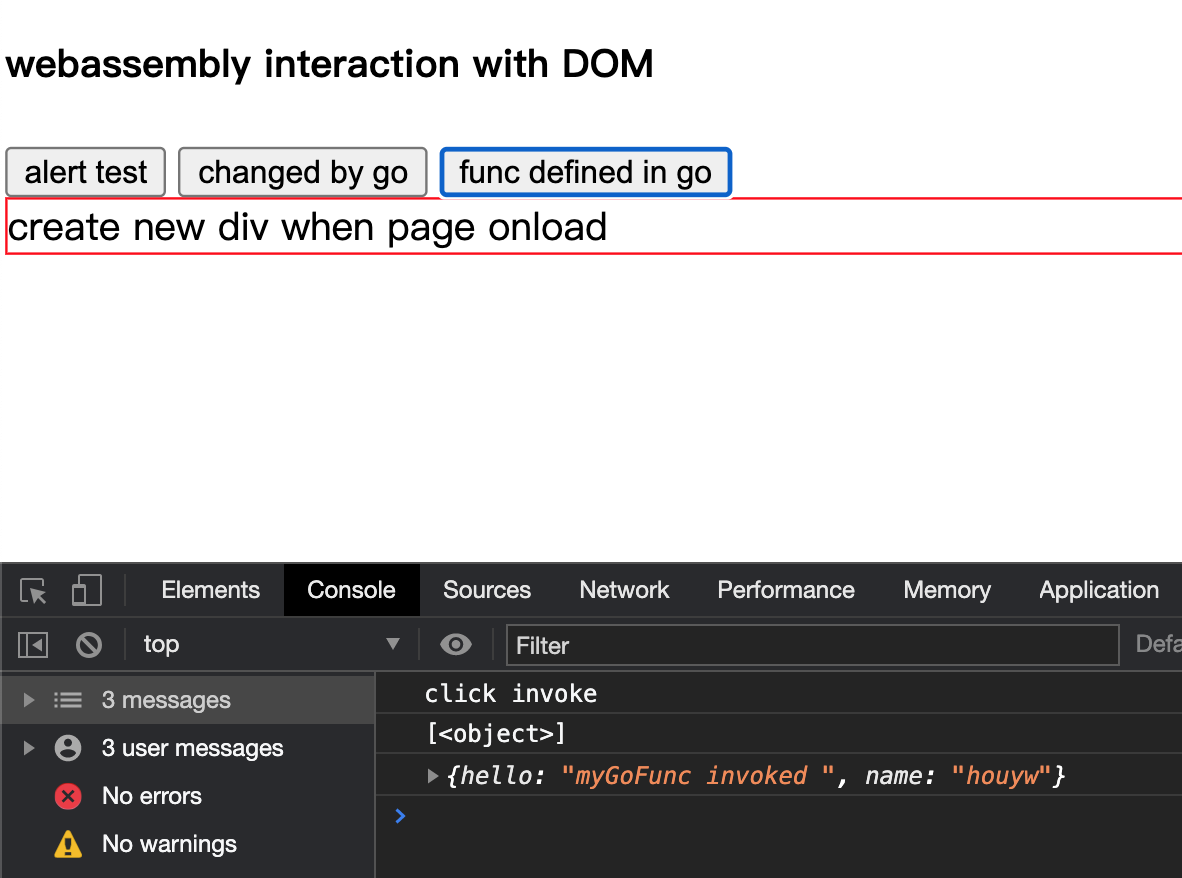 webassembly interaction with DOM
alert test changed by go func defined in go
create new div when page onload
Elements Console Sources Network Performance Memory Application
top Filter Defa
3 messages
3 user messages
No errors
No warnings
click invoke
[<object>]
{hello: "myGoFunc invoked ", name: "houyw"}